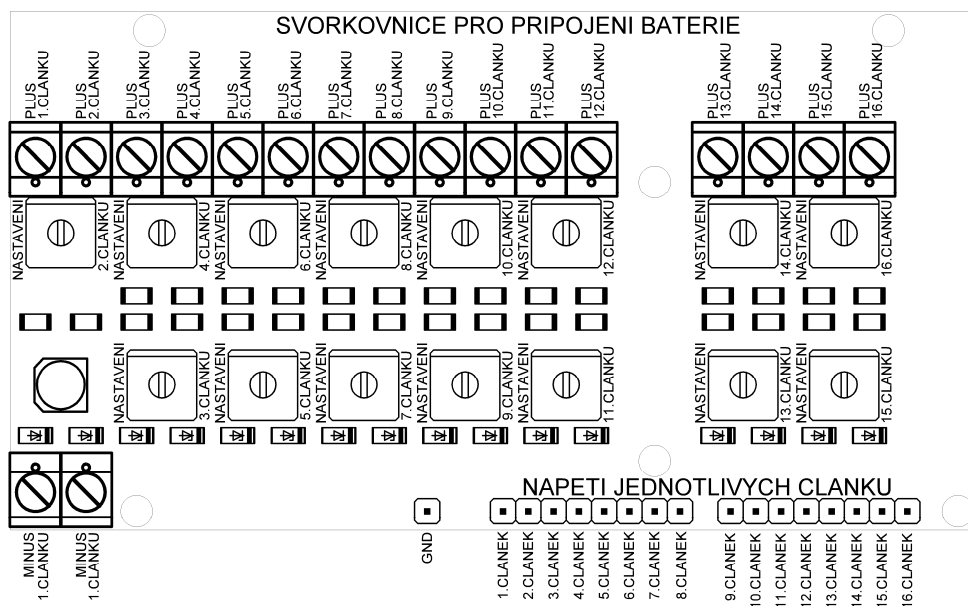 SVORKOVNICE PRO PRIPOJENI BATERIE
PLUS
1.CLANKU
PLUS
2.CLANKU
PLUS
3.CLANKU
PLUS
4.CLANKU
PLUS
5.CLANKU
PLUS
6.CLANKU
PLUS
7.CLANKU
PLUS
8.CLANKU
PLUS
9.CLANKU
PLUS
10.CLANKU
PLUS
11.CLANKU
PLUS
12.CLANKU
PLUS
13.CLANKU
PLUS
14.CLANKU
PLUS
15.CLANKU
PLUS
16.CLANKU
NASTAVENI
2.CLANKU
NASTAVENI
4.CLANKU
NASTAVENI
6.CLANKU
NASTAVENI
8.CLANKU
NASTAVENI
10.CLANKU
NASTAVENI
12.CLANKU
NASTAVENI
14.CLANKU
NASTAVENI
16.CLANKU
NASTAVENI
3.CLANKU
NASTAVENI
5.CLANKU
NASTAVENI
7.CLANKU
NASTAVENI
9.CLANKU
NASTAVENI
11.CLANKU
NASTAVENI
13.CLANKU
NASTAVENI
15.CLANKU
NAPETI JEDNOTLIVYCH CLANKU
MINUS
1.CLANKU
MINUS
1.CLANKU
GND
1.CLANEK
2.CLANEK
3.CLANEK
4.CLANEK
5.CLANEK
6.CLANEK
7.CLANEK
8.CLANEK
9.CLANEK
10.CLANEK
11.CLANEK
12.CLANEK
13.CLANEK
14.CLANEK
15.CLANEK
16.CLANEK